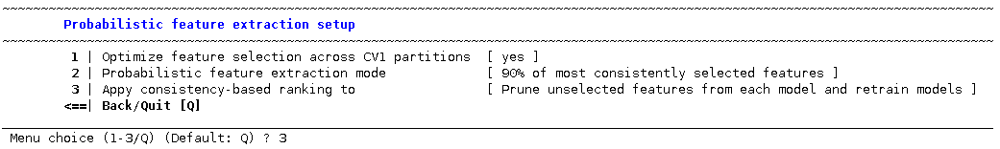 Probabilistic feature extraction setup
1 | Optimize feature selection across CV1 partitions [ yes ]
2 | Probabilistic feature extraction mode [ 90% of most consistently selected features ]
3 | Appy consistency-based ranking to [ Prune unselected features from each model and retrain models ]
<==| Back/Quit [Q]
Menu choice (1-3/Q) (Default: Q) ? 3